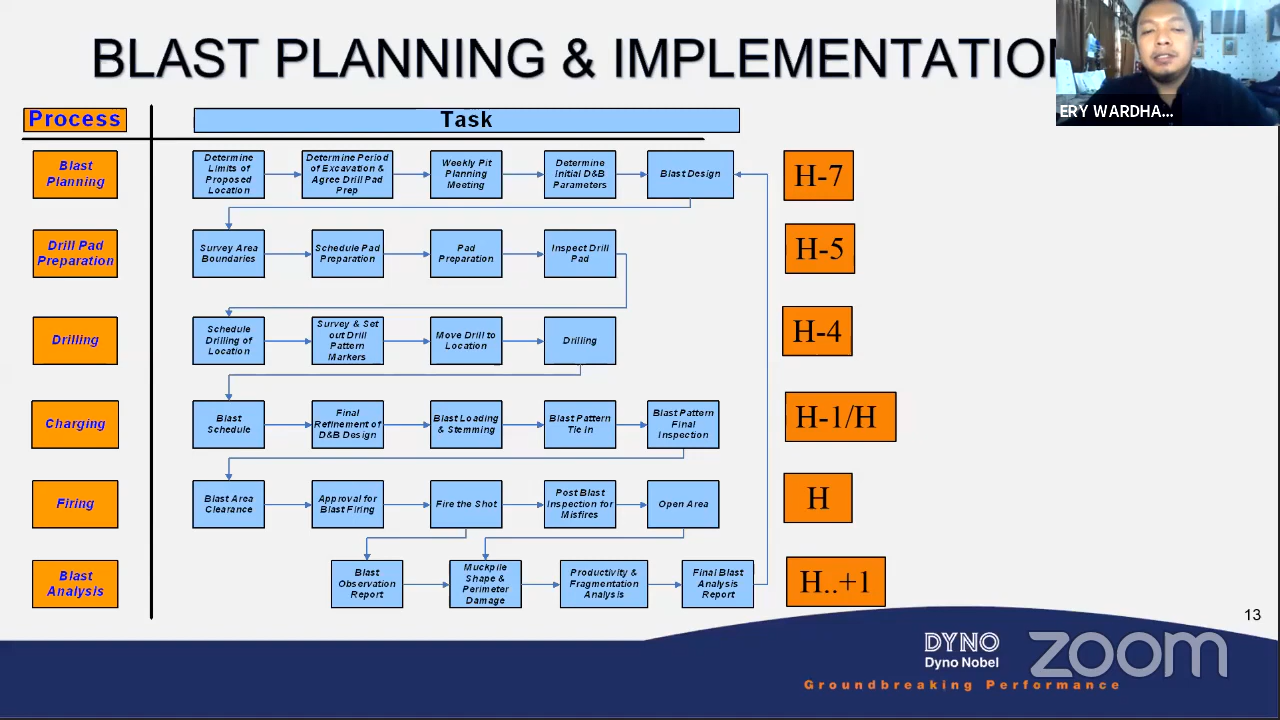 BLAST PLANNING & IMPLEMENTATION
ERY WARDHA...
Process
Task
Blast
Planning
Determine
Limits of
Proposed
Location
Determine Period
of Excavation &
Agree Drill Pad
Prep
Weekly Pit
Planning
Meeting
Determine
Initial D&B
Parameters
Blast Design
H-7
Drill Pad
Preparation
Survey Area
Boundaries
Schedule Pad
Preparation
Pad
Preparation
Inspect Drill
Pad
H-5
Drilling
Schedule
Drilling of
Location
Survey & Set
out Drill
Pattern
Markers
Move Drill to
Location
Drilling
H-4
Charging
Blast
Schedule
Final
Refinement of
D&B Design
Blast Loading
& Stemming
Blast Pattern
Tie in
Blast Pattern
Final
Inspection
H-1/H
Firing
Blast Area
Clearance
Approval for
Blast Firing
Fire the Shot
Post Blast
Inspection for
Misfires
Open Area
H
Blast
Analysis
Blast
Observation
Report
Muckpile
Shape &
Perimeter
Damage
Productivity &
Fragmentation
Analysis
Final Blast
Analysis
Report
H..+1
13
DYNO
Dyno Nobel
zoom
Groundbreaking Performance